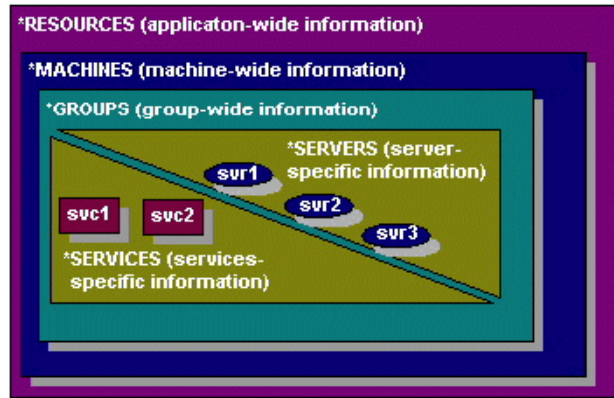 *RESOURCES (applicaton-wide information)
*MACHINES (machine-wide information)
*GROUPS (group-wide information)
*SERVERS (server-
specific information)
svr1
svr2
svr3
svc1
svc2
*SERVICES (services-
specific information)